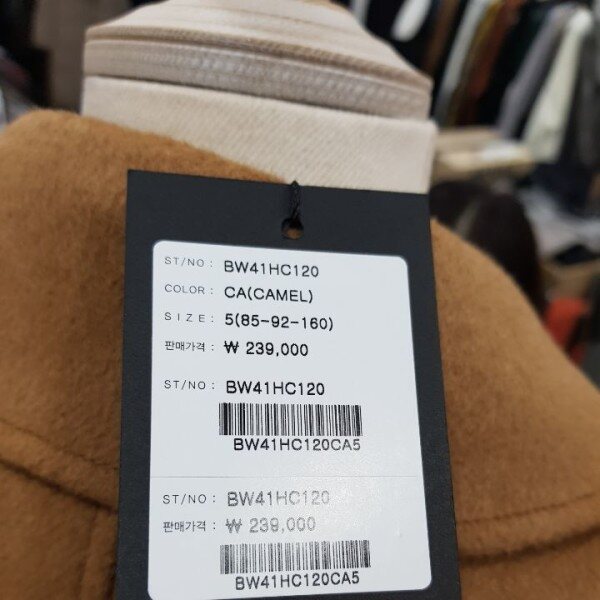 ST/NO : BW41HC120
COLOR : CA(CAMEL)
SIZE : 5(85-92-160)
판매가격 : ₩ 239,000
ST/NO : BW41HC120
BW41HC120CA5
ST/NO : BW41HC120
판매가격 : ₩ 239,000
BW41HC120CA5